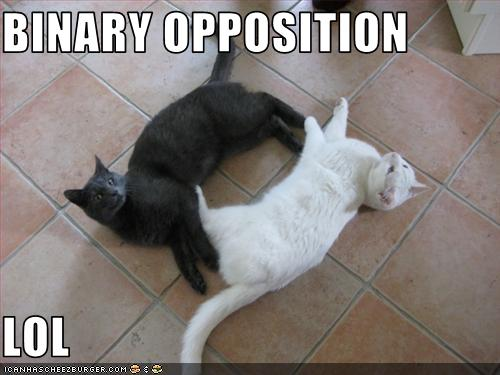 BINARY OPPOSITION
LOL
ICANHASCHEEZBURGER.COM